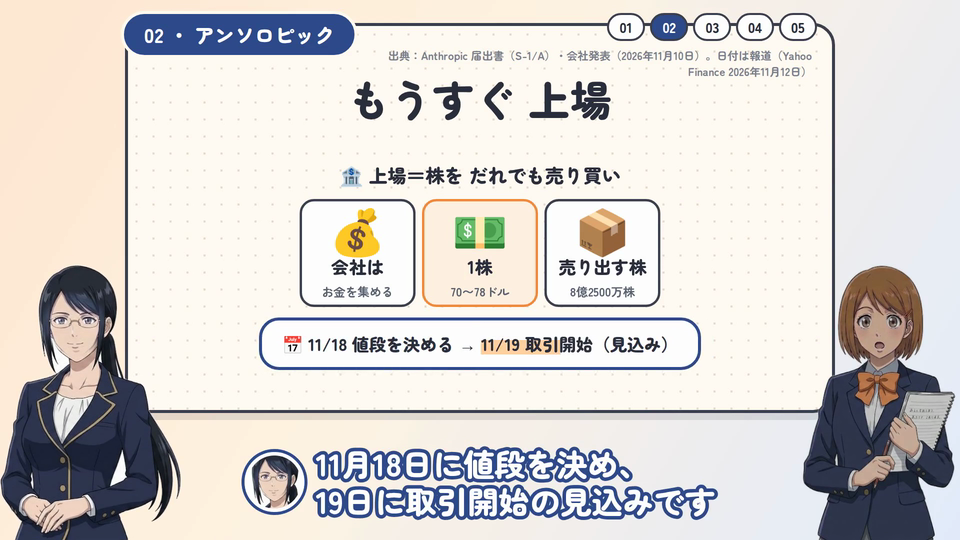 02 ・ アンソロピック
01 02 03 04 05
出典：Anthropic 届出書（S-1/A）・会社発表（2026年11月10日）。日付は報道（Yahoo
Finance 2026年11月12日）
もうすぐ 上場
上場＝株を だれでも売り買い
会社は
お金を集める
1株
70〜78ドル
売り出す株
8億2500万株
11/18 値段を決める → 11/19 取引開始（見込み）
11月18日に値段を決め、
19日に取引開始の見込みです